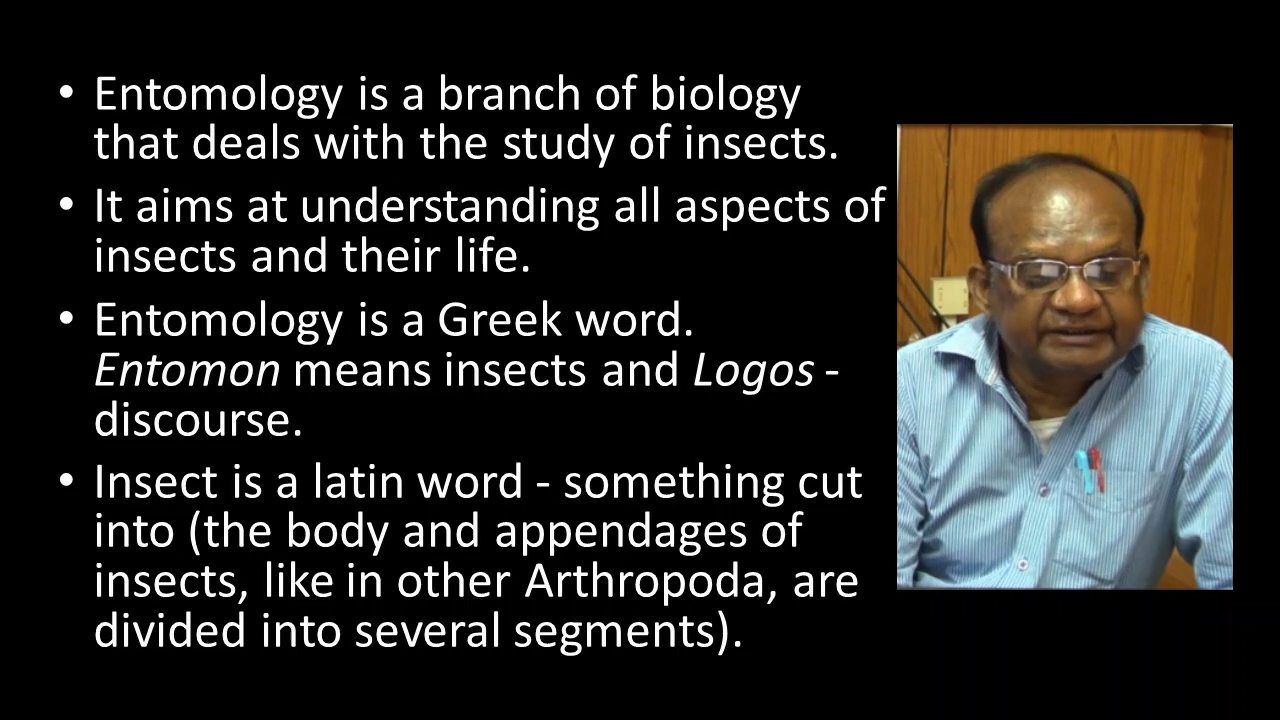 • Entomology is a branch of biology
that deals with the study of insects.
• It aims at understanding all aspects of
insects and their life.
• Entomology is a Greek word.
Entomon means insects and Logos -
discourse.
• Insect is a latin word - something cut
into (the body and appendages of
insects, like in other Arthropoda, are
divided into several segments).